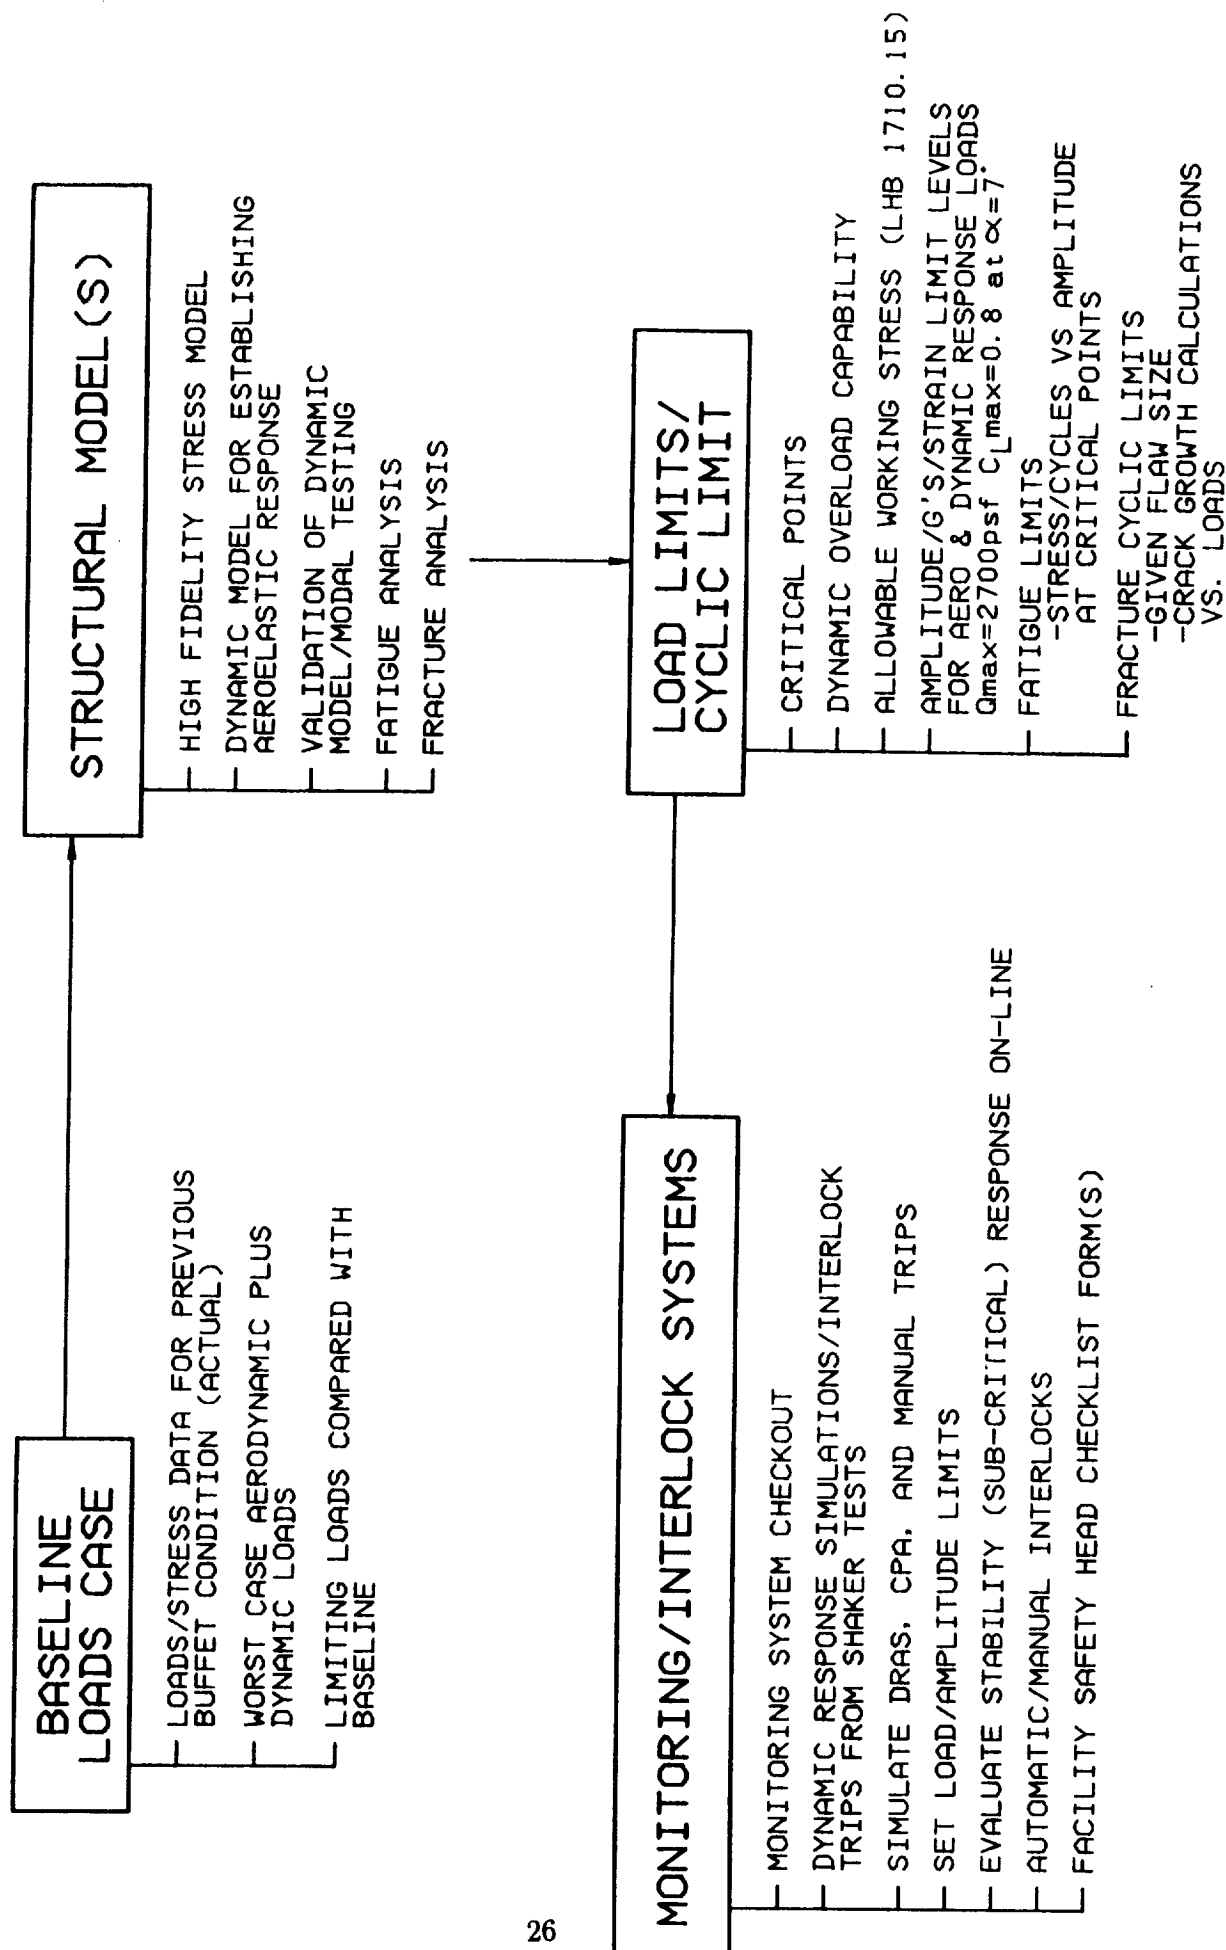 BASELINE
LOADS CASE
LOADS/STRESS DATA FOR PREVIOUS
BUFFET CONDITION (ACTUAL)
WORST CASE AERODYNAMIC PLUS
DYNAMIC LOADS
LIMITING LOADS COMPARED WITH
BASELINE
STRUCTURAL MODEL(S)
HIGH FIDELITY STRESS MODEL
DYNAMIC MODEL FOR ESTABLISHING
AEROELASTIC RESPONSE
VALIDATION OF DYNAMIC
MODEL/MODAL TESTING
FATIGUE ANALYSIS
FRACTURE ANALYSIS
LOAD LIMITS/
CYCLIC LIMIT
CRITICAL POINTS
DYNAMIC OVERLOAD CAPABILITY
ALLOWABLE WORKING STRESS (LHB 1710.15)
AMPLITUDE/G'S/STRAIN LIMIT LEVELS
FOR AERO & DYNAMIC RESPONSE LOADS
Qmax=2700psf CLmax=0.8 at ∝=7°
FATIGUE LIMITS
-STRESS/CYCLES VS AMPLITUDE
AT CRITICAL POINTS
FRACTURE CYCLIC LIMITS
-GIVEN FLAW SIZE
-CRACK GROWTH CALCULATIONS
VS. LOADS
MONITORING/INTERLOCK SYSTEMS
MONITORING SYSTEM CHECKOUT
DYNAMIC RESPONSE SIMULATIONS/INTERLOCK
TRIPS FROM SHAKER TESTS
SIMULATE DRAS, CPA, AND MANUAL TRIPS
SET LOAD/AMPLITUDE LIMITS
EVALUATE STABILITY (SUB-CRITICAL) RESPONSE ON-LINE
AUTOMATIC/MANUAL INTERLOCKS
FACILITY SAFETY HEAD CHECKLIST FORM(S)
26